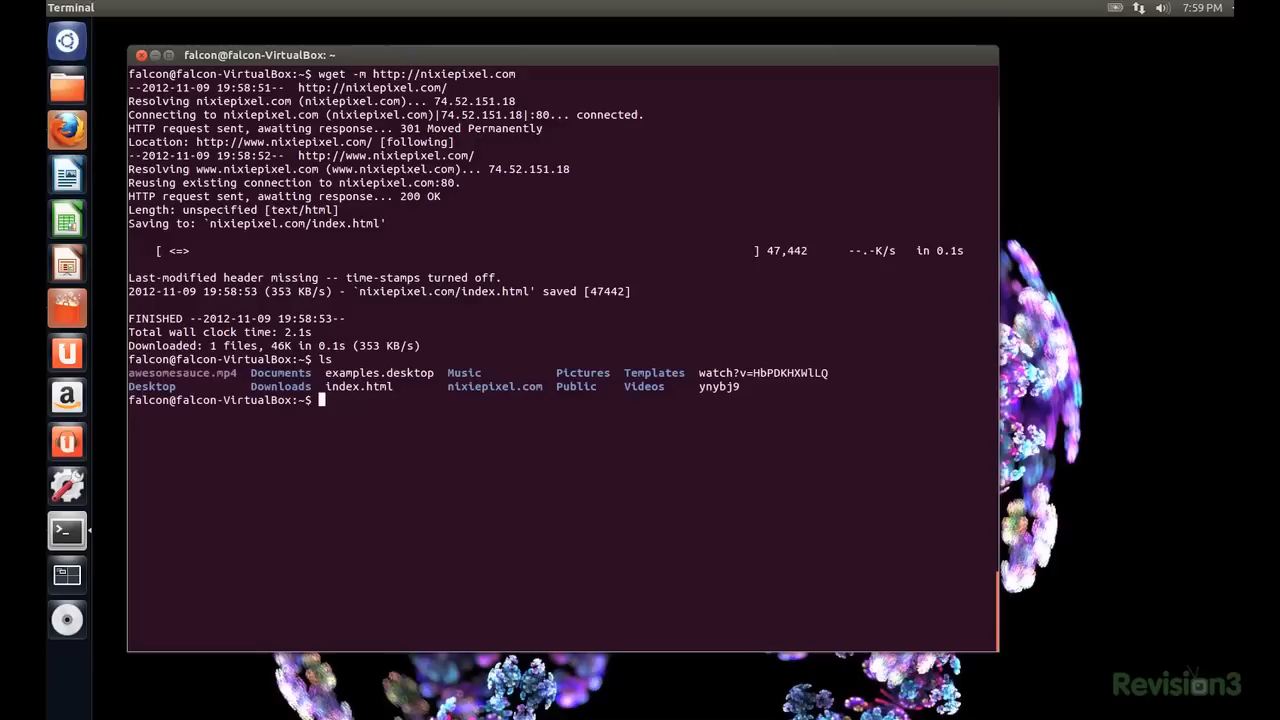 Terminal
7:59 PM
falcon@falcon-VirtualBox: ~
falcon@falcon-VirtualBox:~$ wget -m http://nixiepixel.com
--2012-11-09 19:58:51--  http://nixiepixel.com/
Resolving nixiepixel.com (nixiepixel.com)... 74.52.151.18
Connecting to nixiepixel.com (nixiepixel.com)|74.52.151.18|:80... connected.
HTTP request sent, awaiting response... 301 Moved Permanently
Location: http://www.nixiepixel.com/ [following]
--2012-11-09 19:58:52--  http://www.nixiepixel.com/
Resolving www.nixiepixel.com (www.nixiepixel.com)... 74.52.151.18
Reusing existing connection to nixiepixel.com:80.
HTTP request sent, awaiting response... 200 OK
Length: unspecified [text/html]
Saving to: `nixiepixel.com/index.html'
[ <=> ] 47,442 --.-K/s in 0.1s
Last-modified header missing -- time-stamps turned off.
2012-11-09 19:58:53 (353 KB/s) - `nixiepixel.com/index.html' saved [47442]
FINISHED --2012-11-09 19:58:53--
Total wall clock time: 2.1s
Downloaded: 1 files, 46K in 0.1s (353 KB/s)
falcon@falcon-VirtualBox:~$ ls
awesomesauce.mp4 Documents examples.desktop Music Pictures Templates watch?v=HbPDKHXWlLQ
Desktop Downloads index.html nixiepixel.com Public Videos ynybj9
falcon@falcon-VirtualBox:~$
Revision3